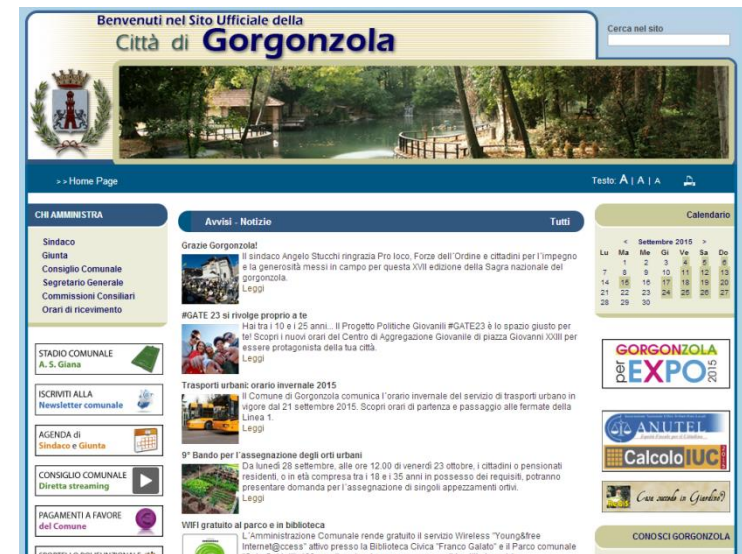 Benvenuti nel Sito Ufficiale della
Città di Gorgonzola
Cerca nel sito
>> Home Page
Testo: A | A | A
CHI AMMINISTRA
Sindaco
Giunta
Consiglio Comunale
Segretario Generale
Commissioni Consiliari
Orari di ricevimento
STADIO COMUNALE
A. S. Giana
ISCRIVITI ALLA
Newsletter comunale
AGENDA di
Sindaco e Giunta
CONSIGLIO COMUNALE
Diretta streaming
PAGAMENTI A FAVORE
del Comune
Avvisi - Notizie Tutti
Grazie Gorgonzola!
Il sindaco Angelo Stucchi ringrazia Pro loco, Forze dell'Ordine e cittadini per l'impegno
e la generosità messi in campo per questa XVII edizione della Sagra nazionale del
gorgonzola.
Leggi
#GATE 23 si rivolge proprio a te
Hai tra i 10 e i 25 anni... Il Progetto Politiche Giovanili #GATE23 è lo spazio giusto per
te! Scopri i nuovi orari del Centro di Aggregazione Giovanile di piazza Giovanni XXIII per
essere protagonista della tua città.
Leggi
Trasporti urbani: orario invernale 2015
Il Comune di Gorgonzola comunica l'orario invernale del servizio di trasporti urbano in
vigore dal 21 settembre 2015. Scopri orari di partenza e passaggio alle fermate della
Linea 1.
Leggi
9° Bando per l'assegnazione degli orti urbani
Da lunedì 28 settembre, alle ore 12.00 di venerdì 23 ottobre, i cittadini o pensionati
residenti, o in età compresa tra i 18 e i 35 anni in possesso dei requisiti, potranno
presentare domanda per l'assegnazione di singoli appezzamenti ortivi.
Leggi
WIFI gratuito al parco e in biblioteca
L'Amministrazione Comunale rende gratuito il servizio Wireless "Young&free
Internet@ccess" attivo presso la Biblioteca Civica "Franco Galato" e il Parco comunale
Calendario
< Settembre 2015 >
Lu Ma Me Gi Ve Sa Do
1 2 3 4 5 6
7 8 9 10 11 12 13
14 15 16 17 18 19 20
21 22 23 24 25 26 27
28 29 30
GORGONZOLA
per EXPO 2015
ANUTEL
Calcolo IUC
Case secondo in Giardino?
CONOSCI GORGONZOLA